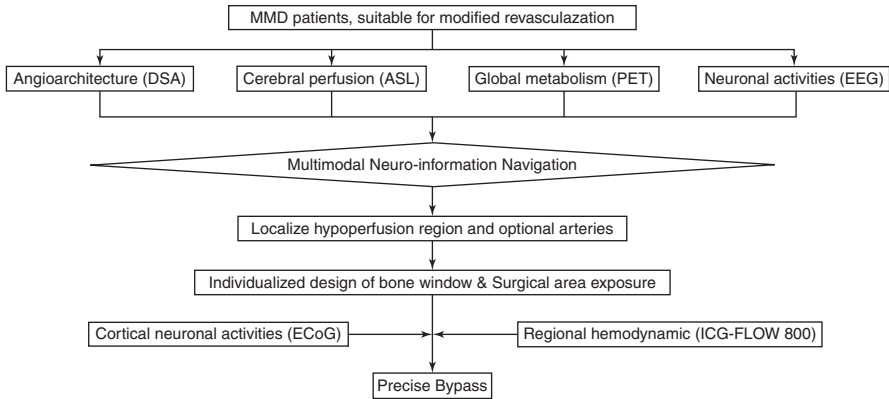 MMD patients, suitable for modified revasculazation
Angioarchitecture (DSA)
Cerebral perfusion (ASL)
Global metabolism (PET)
Neuronal activities (EEG)
Multimodal Neuro-information Navigation
Localize hypoperfusion region and optional arteries
Individualized design of bone window & Surgical area exposure
Cortical neuronal activities (ECoG)
Regional hemodynamic (ICG-FLOW 800)
Precise Bypass